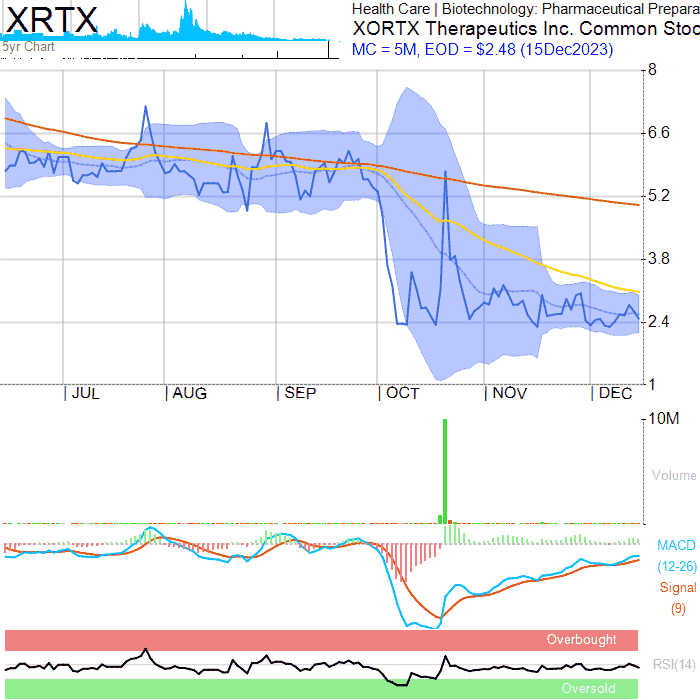 XRTX
Health Care | Biotechnology: Pharmaceutical Prepara
XORTX Therapeutics Inc. Common Stoc
MC = 5M, EOD = $2.48 (15Dec2023)
5yr Chart
8
6.6
5.2
3.8
2.4
1
| JUL | AUG | SEP | OCT | NOV | DEC
10M
Volume
MACD
(12-26)
Signal
(9)
Overbought
RSI(14)
Oversold